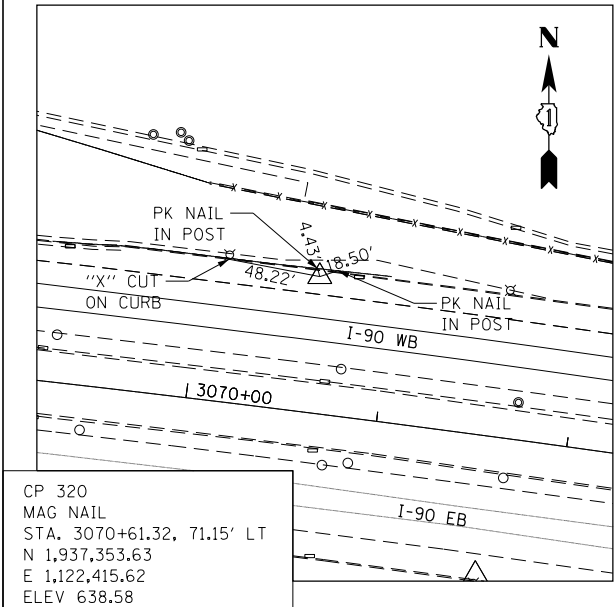 N
1
PK NAIL
IN POST
4.43'
18.50'
48.22'
"X" CUT
ON CURB
PK NAIL
IN POST
I-90 WB
3070+00
I-90 EB
CP 320
MAG NAIL
STA. 3070+61.32, 71.15' LT
N 1,937,353.63
E 1,122,415.62
ELEV 638.58